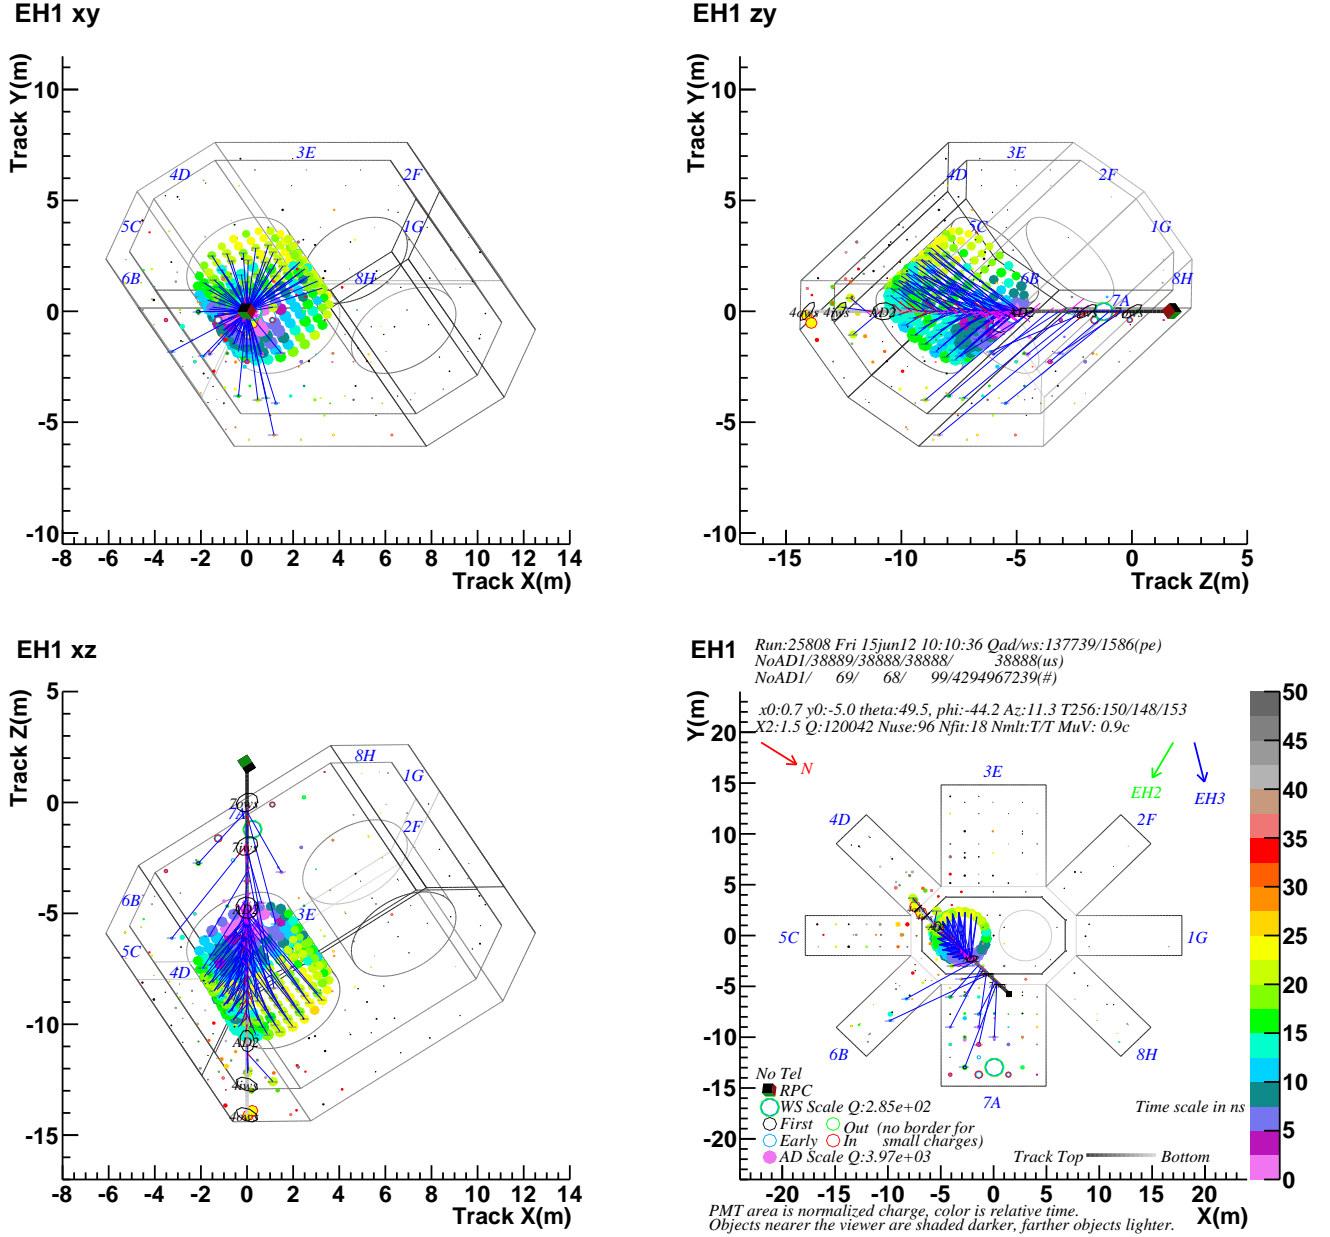 EH1 xy
Track Y(m)
10
5
0
-5
-10
3E
4D
2F
5C
1G
6B
8H
-8 -6 -4 -2 0 2 4 6 8 10 12 14
Track X(m)
EH1 zy
Track Y(m)
10
5
0
-5
-10
3E
4D
2F
5C
1G
6B
8H
7A
4ows 4iws AD2
-15 -10 -5 0 5
Track Z(m)
EH1 xz
Track Z(m)
5
0
-5
-10
-15
8H
1G
7ows
7A
2F
7iws
6B
3E
5C
4D
AD2
4iws
4ows
-8 -6 -4 -2 0 2 4 6 8 10 12 14
Track X(m)
EH1
Run:25808 Fri 15jun12 10:10:36 Qad/ws:137739/1586(pe)
NoAD1/38889/38888/38888/ 38888(us)
NoAD1/ 69/ 68/ 99/4294967239(#)
x0:0.7 y0:-5.0 theta:49.5, phi:-44.2 Az:11.3 T256:150/148/153
X2:1.5 Q:120042 Nuse:96 Nfit:18 Nmlt:T/T MuV: 0.9c
Y(m)
20
15
10
5
0
-5
-10
-15
-20
N
EH2
EH3
3E
4D
2F
5C
1G
6B
8H
7A
No Tel
RPC
WS Scale Q:2.85e+02
First Out (no border for
Early In small charges)
AD Scale Q:3.97e+03
Time scale in ns
Track Top Bottom
50
45
40
35
30
25
20
15
10
5
0
-20 -15 -10 -5 0 5 10 15 20
X(m)
PMT area is normalized charge, color is relative time.
Objects nearer the viewer are shaded darker, farther objects lighter.